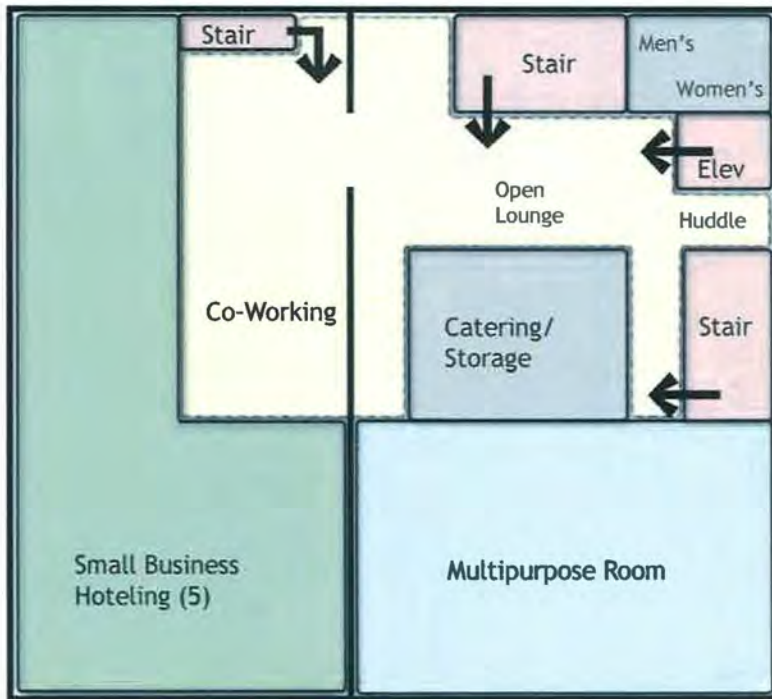 Stair
Stair
Men's
Women's
Elev
Open
Lounge
Huddle
Co-Working
Catering/
Storage
Stair
Small Business
Hoteling (5)
Multipurpose Room